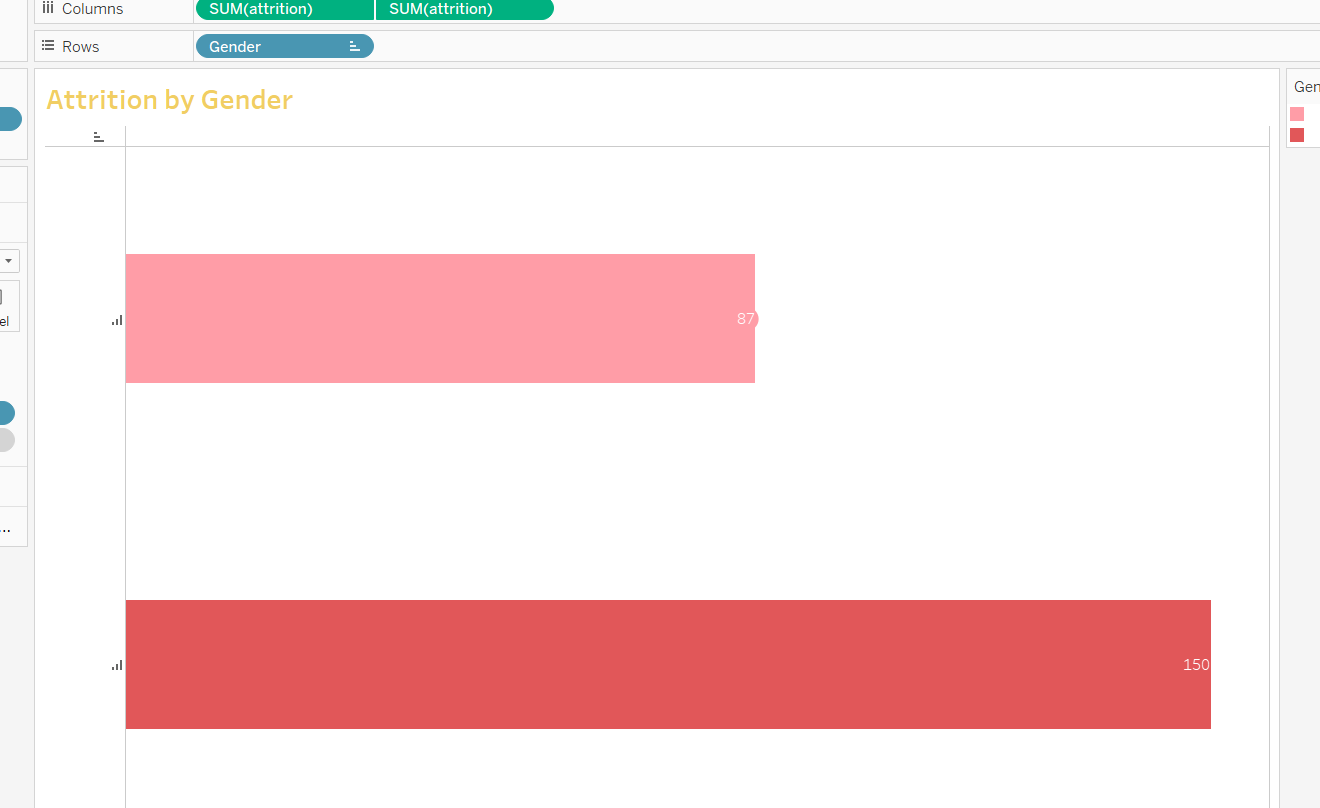 Columns SUM(attrition) SUM(attrition)
Rows Gender
Attrition by Gender
Gen
87
el
150
...